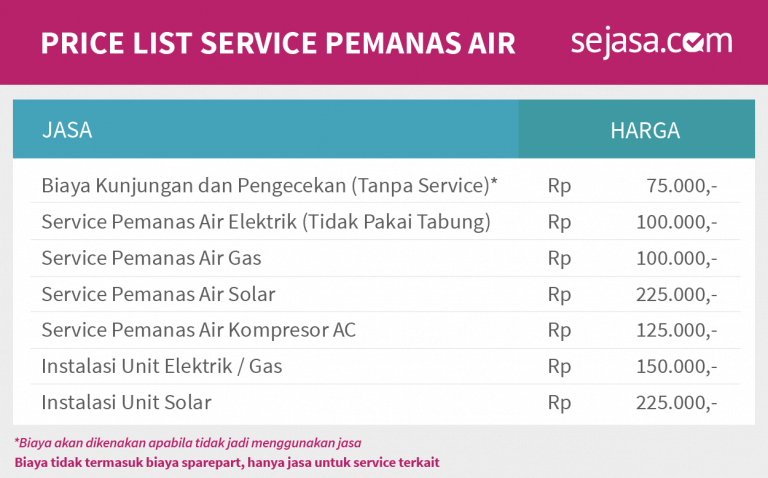 PRICE LIST SERVICE PEMANAS AIR sejasa.com
JASA HARGA
Biaya Kunjungan dan Pengecekan (Tanpa Service)* Rp 75.000,-
Service Pemanas Air Elektrik (Tidak Pakai Tabung) Rp 100.000,-
Service Pemanas Air Gas Rp 100.000,-
Service Pemanas Air Solar Rp 225.000,-
Service Pemanas Air Kompresor AC Rp 125.000,-
Instalasi Unit Elektrik / Gas Rp 150.000,-
Instalasi Unit Solar Rp 225.000,-
*Biaya akan dikenakan apabila tidak jadi menggunakan jasa
Biaya tidak termasuk biaya sparepart, hanya jasa untuk service terkait